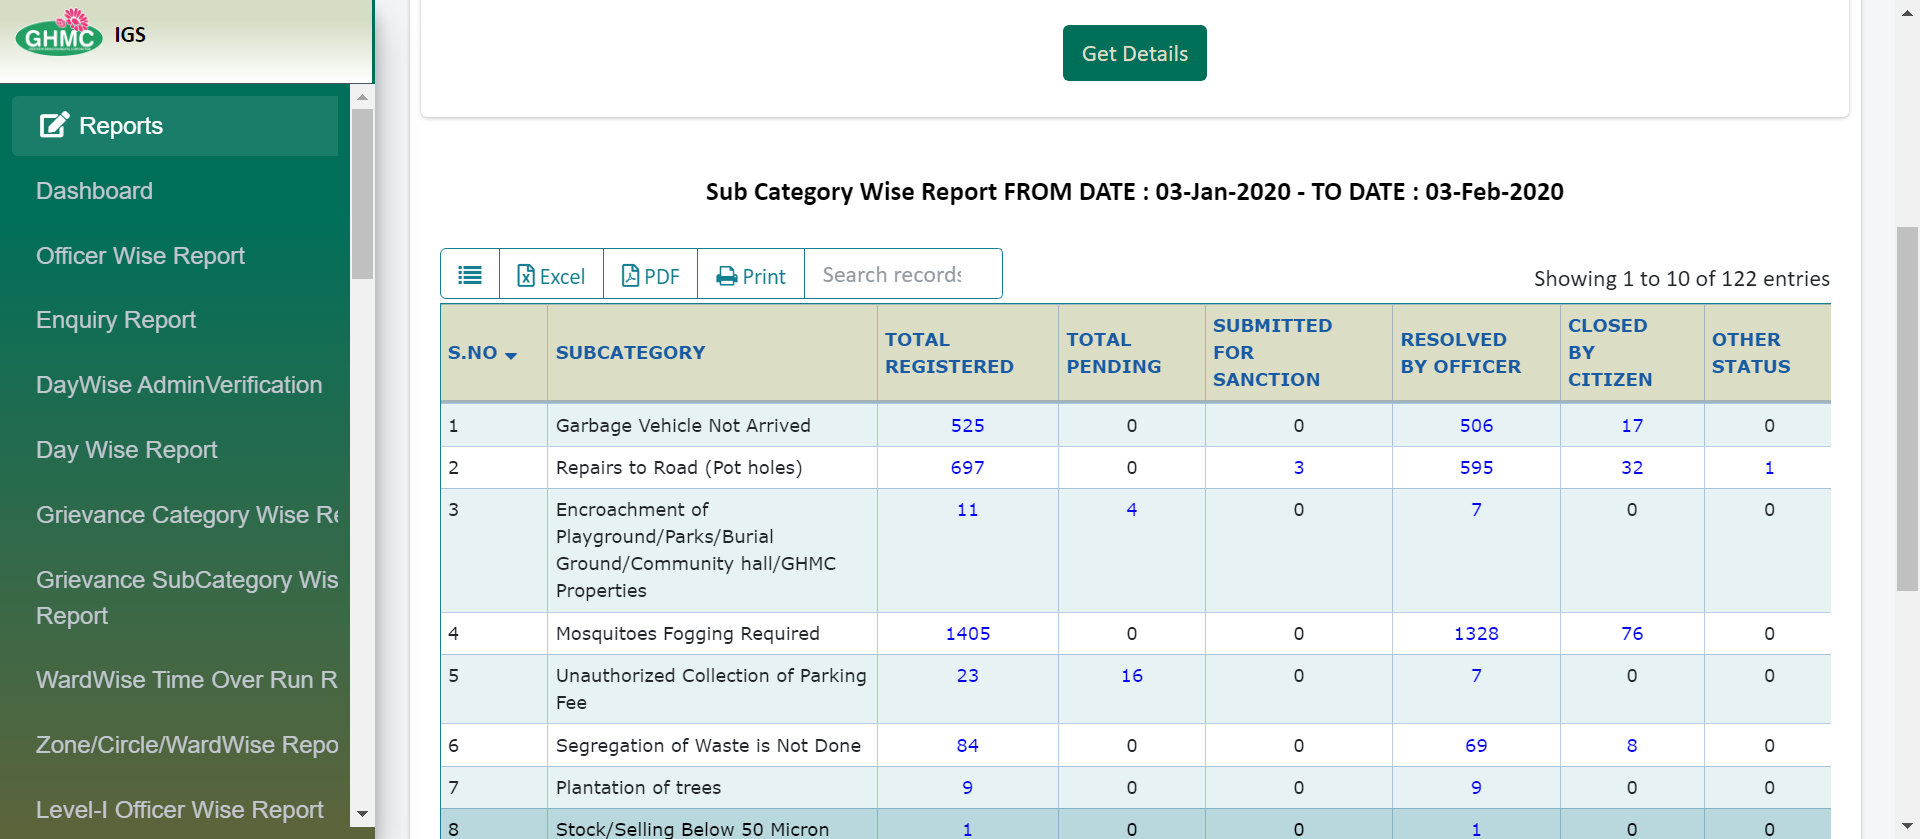 GHMC
IGS
Reports
Dashboard
Officer Wise Report
Enquiry Report
DayWise AdminVerification
Day Wise Report
Grievance Category Wise Re
Grievance SubCategory Wis
Report
WardWise Time Over Run R
Zone/Circle/WardWise Repo
Level-I Officer Wise Report
Get Details
Sub Category Wise Report FROM DATE : 03-Jan-2020 - TO DATE : 03-Feb-2020
Excel PDF Print Search records
Showing 1 to 10 of 122 entries
S.NO SUBCATEGORY TOTAL REGISTERED TOTAL PENDING SUBMITTED FOR SANCTION RESOLVED BY OFFICER CLOSED BY CITIZEN OTHER STATUS
1 Garbage Vehicle Not Arrived 525 0 0 506 17 0
2 Repairs to Road (Pot holes) 697 0 3 595 32 1
3 Encroachment of 11 4 0 7 0 0
Playground/Parks/Burial
Ground/Community hall/GHMC
Properties
4 Mosquitoes Fogging Required 1405 0 0 1328 76 0
5 Unauthorized Collection of Parking 23 16 0 7 0 0
Fee
6 Segregation of Waste is Not Done 84 0 0 69 8 0
7 Plantation of trees 9 0 0 9 0 0
8 Stock/Selling Below 50 Micron 1 0 0 1 0 0